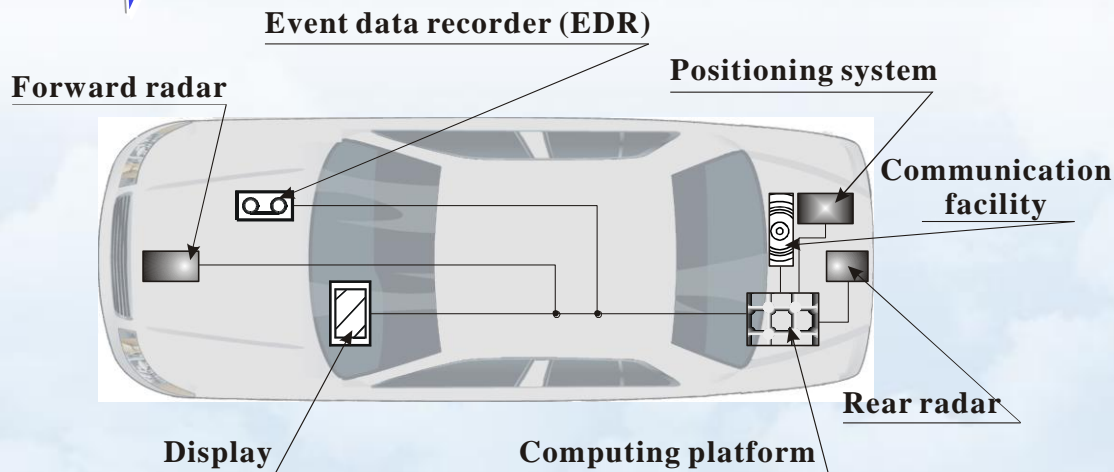 Event data recorder (EDR)
Forward radar
Positioning system
Communication
facility
Rear radar
Display
Computing platform